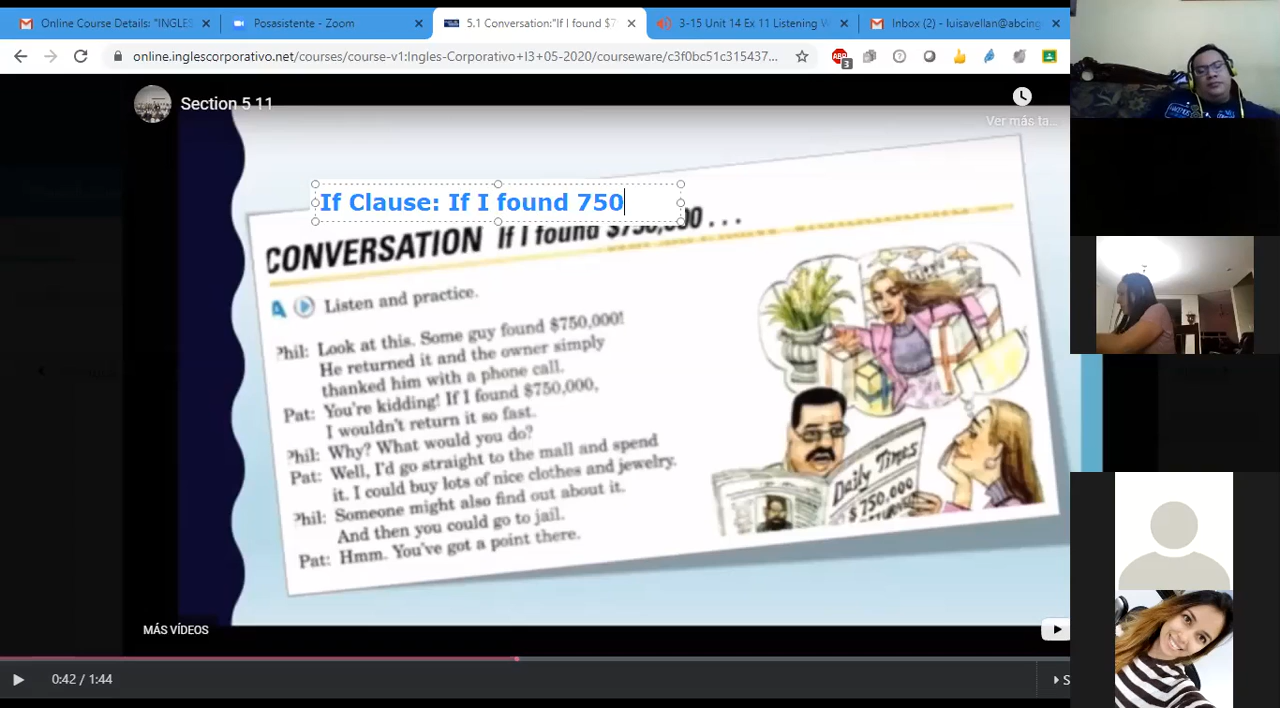 Online Course Details: "INGLES
Posasistente - Zoom
5.1 Conversation:"If I found $7
3-15 Unit 14 Ex 11 Listening W
Inbox (2) - luisavellan@abcing
online.inglescorporativo.net/courses/course-v1:Ingles-Corporativo+I3+05-2020/courseware/c3f0bc51c315437...
3
Section 5 11
Ver más ta...
If Clause: If I found 750
CONVERSATION If I found $750,000 . . .
A Listen and practice.
Phil: Look at this. Some guy found $750,000!
He returned it and the owner simply
thanked him with a phone call.
Pat: You're kidding! If I found $750,000,
I wouldn't return it so fast.
Phil: Why? What would you do?
Pat: Well, I'd go straight to the mall and spend
it. I could buy lots of nice clothes and jewelry.
Phil: Someone might also find out about it.
And then you could go to jail.
Pat: Hmm. You've got a point there.
Daily Times
$750,000
MÁS VÍDEOS
0:42 / 1:44
S